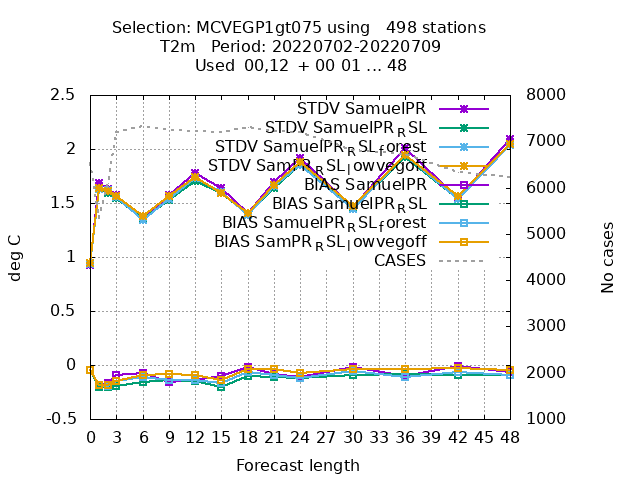 Selection: MCVEGP1gt075 using   498 stations
T2m   Period: 20220702-20220709
Used  00,12  + 00 01 ... 48
2.5
2
1.5
1
0.5
0
-0.5
deg C
8000
7000
6000
5000
4000
3000
2000
1000
No cases
STDV SamuelPR
STDV SamuelPR_RSL
STDV SamuelPR_RSL_forest
STDV SamPR_RSL_lowvegoff
BIAS SamuelPR
BIAS SamuelPR_RSL
BIAS SamuelPR_RSL_forest
BIAS SamPR_RSL_lowvegoff
CASES
0 3 6 9 12 15 18 21 24 27 30 33 36 39 42 45 48
Forecast length